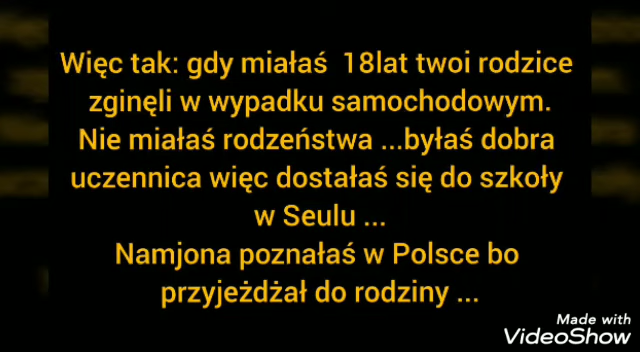 Więc tak: gdy miałaś 18lat twoi rodzice
zginęli w wypadku samochodowym.
Nie miałaś rodzeństwa ...byłaś dobra
uczennica więc dostałaś się do szkoły
w Seulu ...
Namjona poznałaś w Polsce bo
przyjeżdżał do rodziny ...
Made with
VideoShow